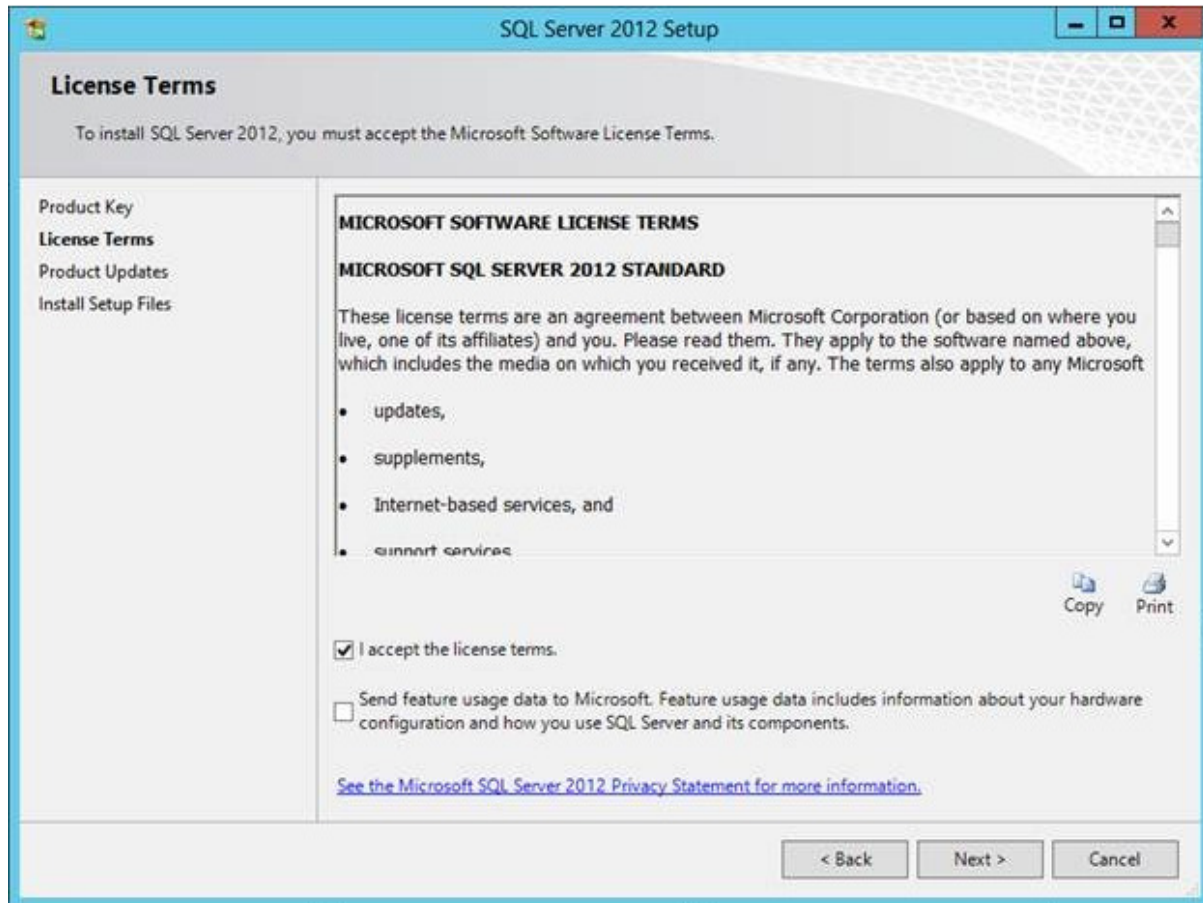 SQL Server 2012 Setup
License Terms
To install SQL Server 2012, you must accept the Microsoft Software License Terms.
Product Key
License Terms
Product Updates
Install Setup Files
MICROSOFT SOFTWARE LICENSE TERMS
MICROSOFT SQL SERVER 2012 STANDARD
These license terms are an agreement between Microsoft Corporation (or based on where you
live, one of its affiliates) and you. Please read them. They apply to the software named above,
which includes the media on which you received it, if any. The terms also apply to any Microsoft
• updates,
• supplements,
• Internet-based services, and
• support services
Copy
Print
I accept the license terms.
Send feature usage data to Microsoft. Feature usage data includes information about your hardware
configuration and how you use SQL Server and its components.
See the Microsoft SQL Server 2012 Privacy Statement for more information.
< Back
Next >
Cancel